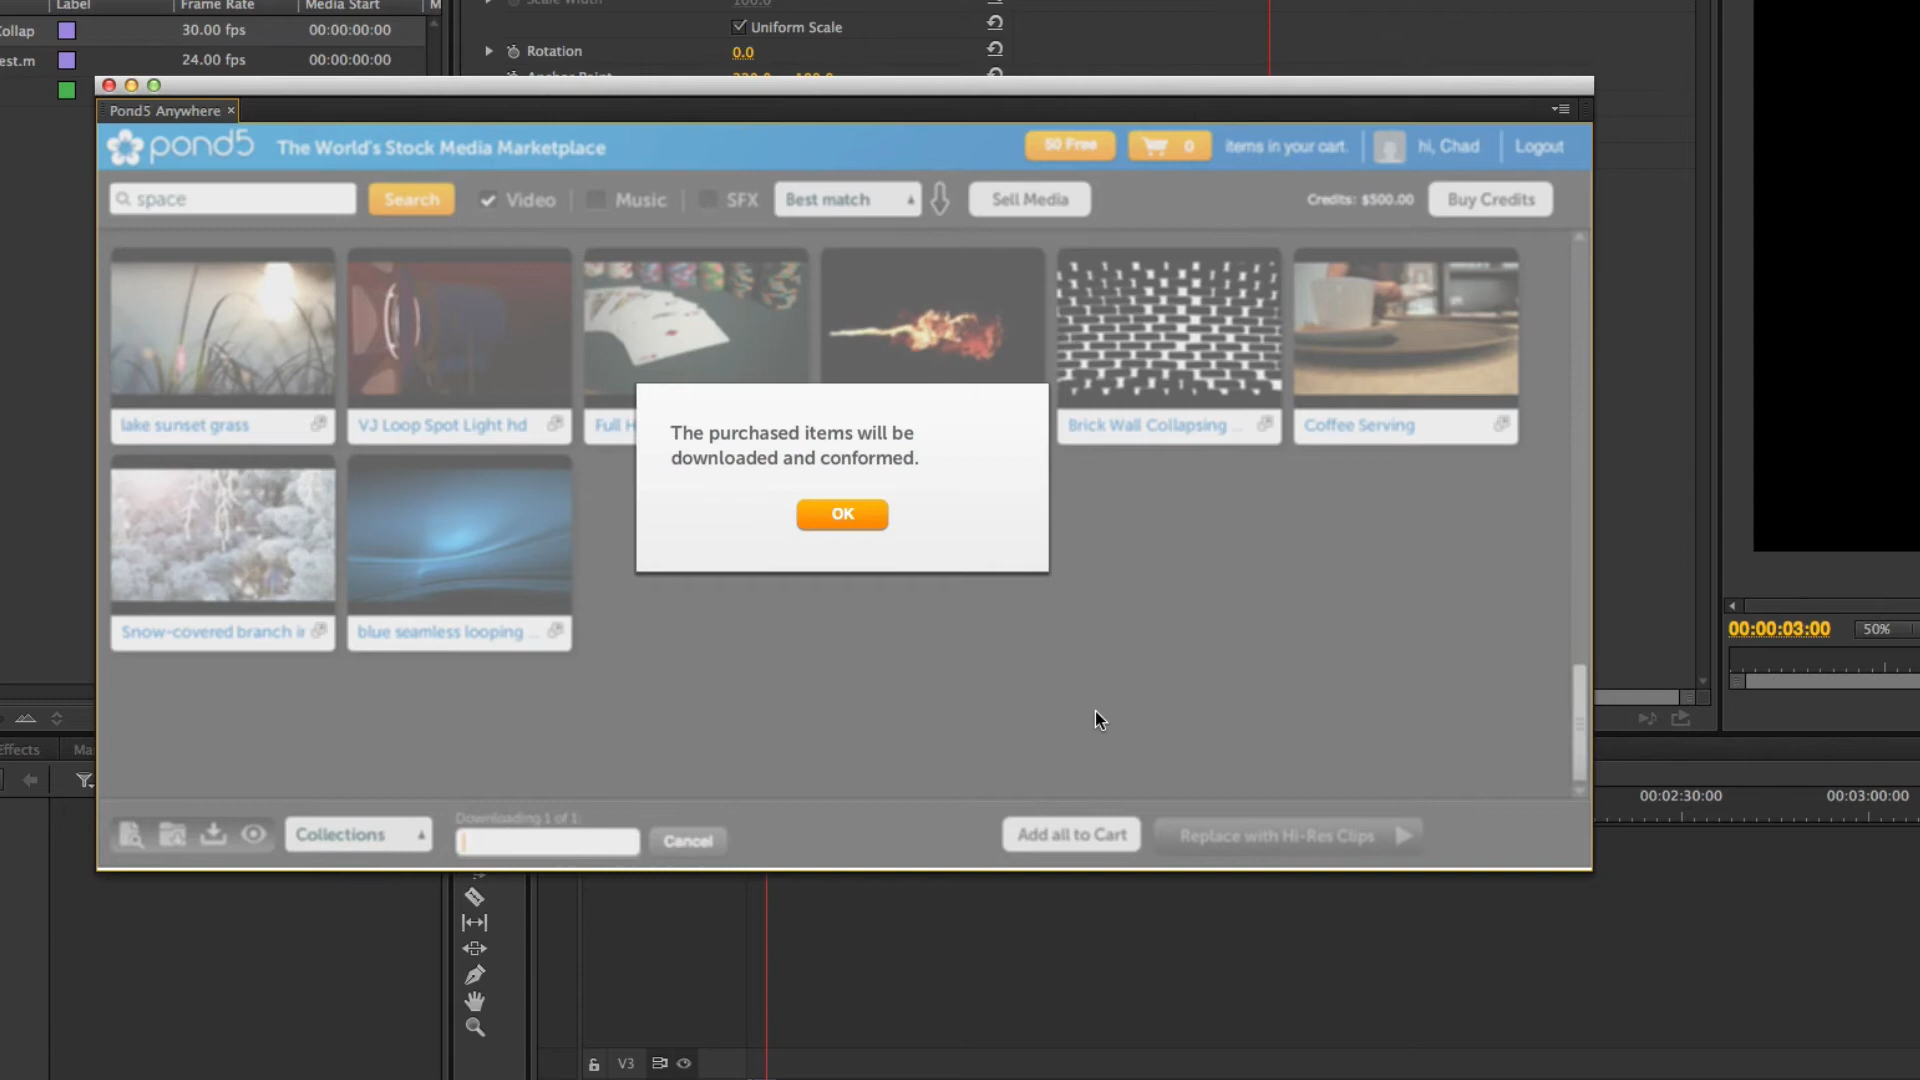 Label Frame Rate Media Start M
Collap 30.00 fps 00:00:00:00
est.m 24.00 fps 00:00:00:00
Scale Width 100.0
Uniform Scale
Rotation 0.0
Anchor Point
Pond5 Anywhere ×
pond5 The World's Stock Media Marketplace 50 Free 0 items in your cart. hi, Chad Logout
space Search Video Music SFX Best match Sell Media Credits: $500.00 Buy Credits
lake sunset grass VJ Loop Spot Light hd Full H Brick Wall Collapsing ... Coffee Serving
The purchased items will be
downloaded and conformed.
OK
Snow-covered branch in blue seamless looping ...
00:00:03:00 50%
Effects Ma
00:02:30:00 00:03:00:00
Collections Downloading 1 of 1: Cancel Add all to Cart Replace with Hi-Res Clips
V3